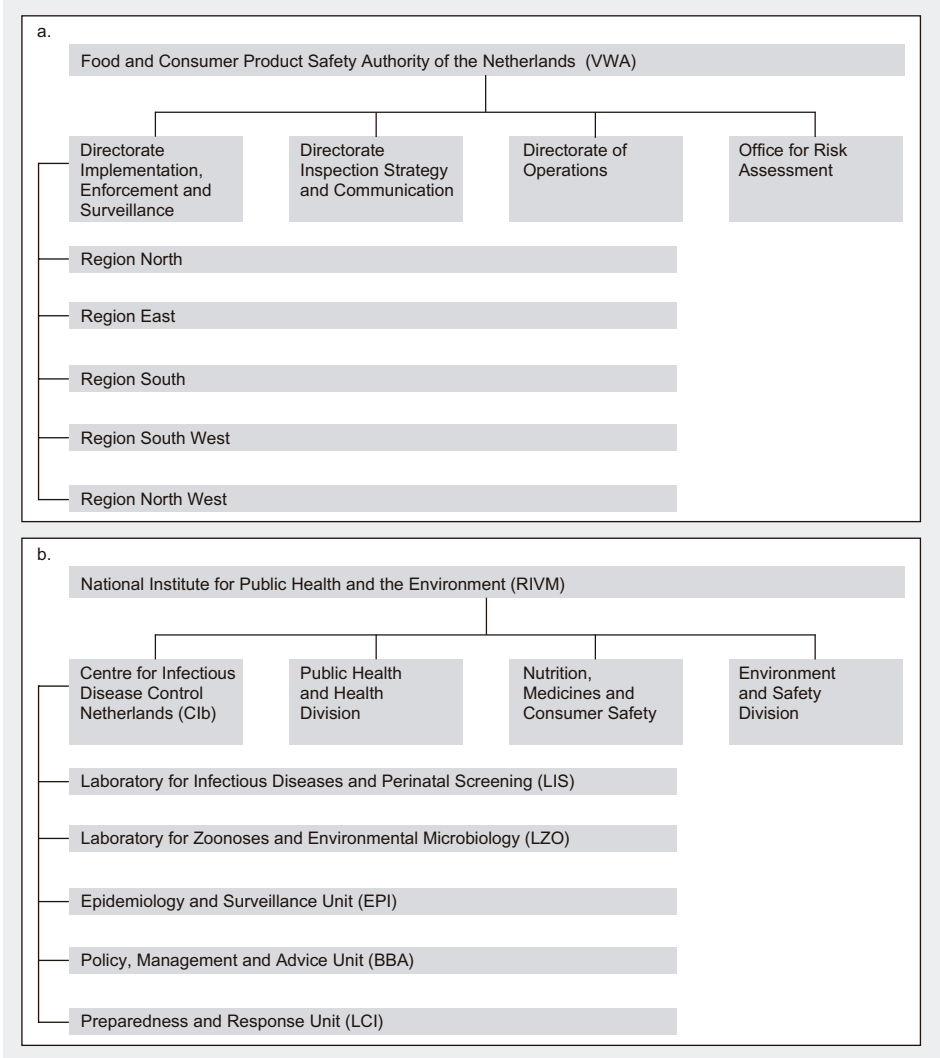 a.
Food and Consumer Product Safety Authority of the Netherlands (VWA)
Directorate
Implementation,
Enforcement and
Surveillance
Directorate
Inspection Strategy
and Communication
Directorate of
Operations
Office for Risk
Assessment
Region North
Region East
Region South
Region South West
Region North West
b.
National Institute for Public Health and the Environment (RIVM)
Centre for Infectious
Disease Control
Netherlands (CIb)
Public Health
and Health
Division
Nutrition,
Medicines and
Consumer Safety
Environment
and Safety
Division
Laboratory for Infectious Diseases and Perinatal Screening (LIS)
Laboratory for Zoonoses and Environmental Microbiology (LZO)
Epidemiology and Surveillance Unit (EPI)
Policy, Management and Advice Unit (BBA)
Preparedness and Response Unit (LCI)